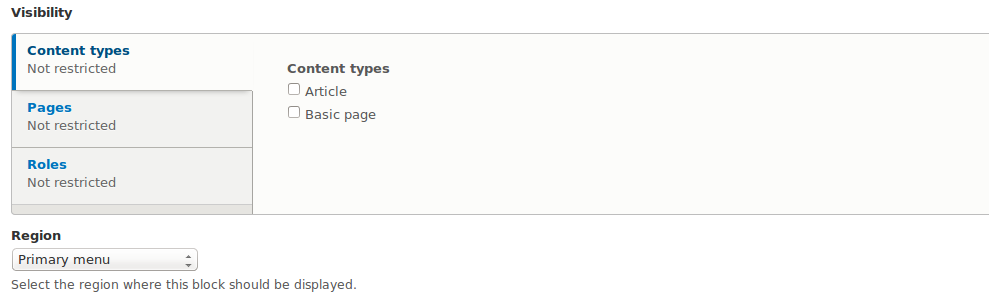 Visibility
Content types
Not restricted
Pages
Not restricted
Roles
Not restricted
Content types
Article
Basic page
Region
Primary menu
Select the region where this block should be displayed.